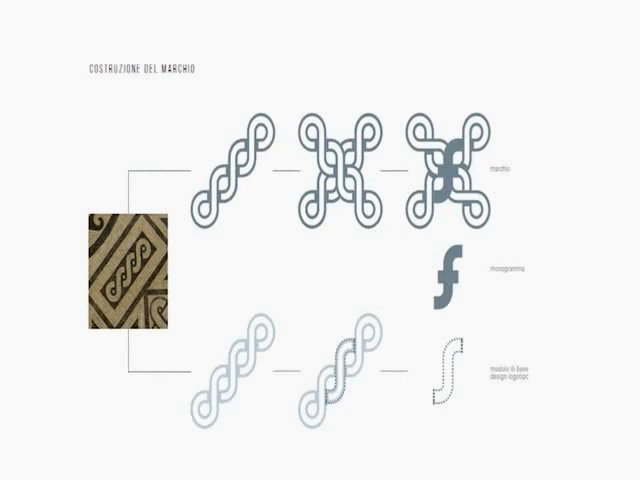 COSTRUZIONE DEL MARCHIO
marchio
f
monogramma
modulo di base
design logotipo